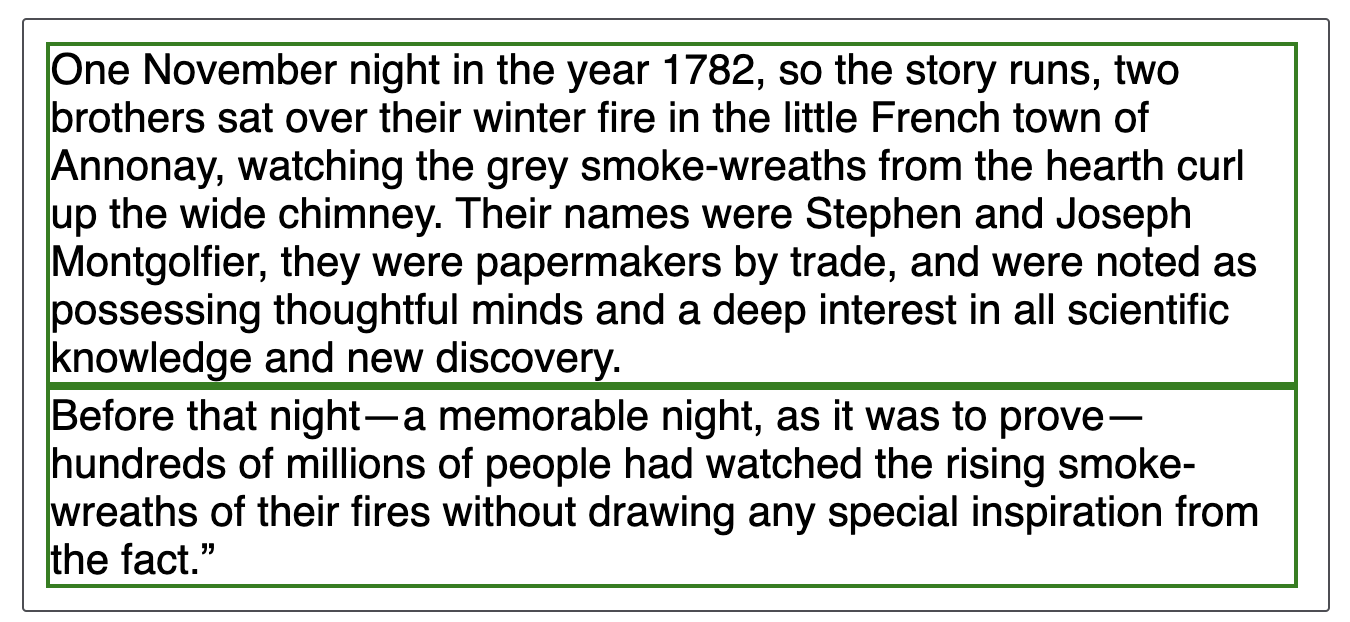 One November night in the year 1782, so the story runs, two
brothers sat over their winter fire in the little French town of
Annonay, watching the grey smoke-wreaths from the hearth curl
up the wide chimney. Their names were Stephen and Joseph
Montgolfier, they were papermakers by trade, and were noted as
possessing thoughtful minds and a deep interest in all scientific
knowledge and new discovery.
Before that night—a memorable night, as it was to prove—
hundreds of millions of people had watched the rising smoke-
wreaths of their fires without drawing any special inspiration from
the fact.”